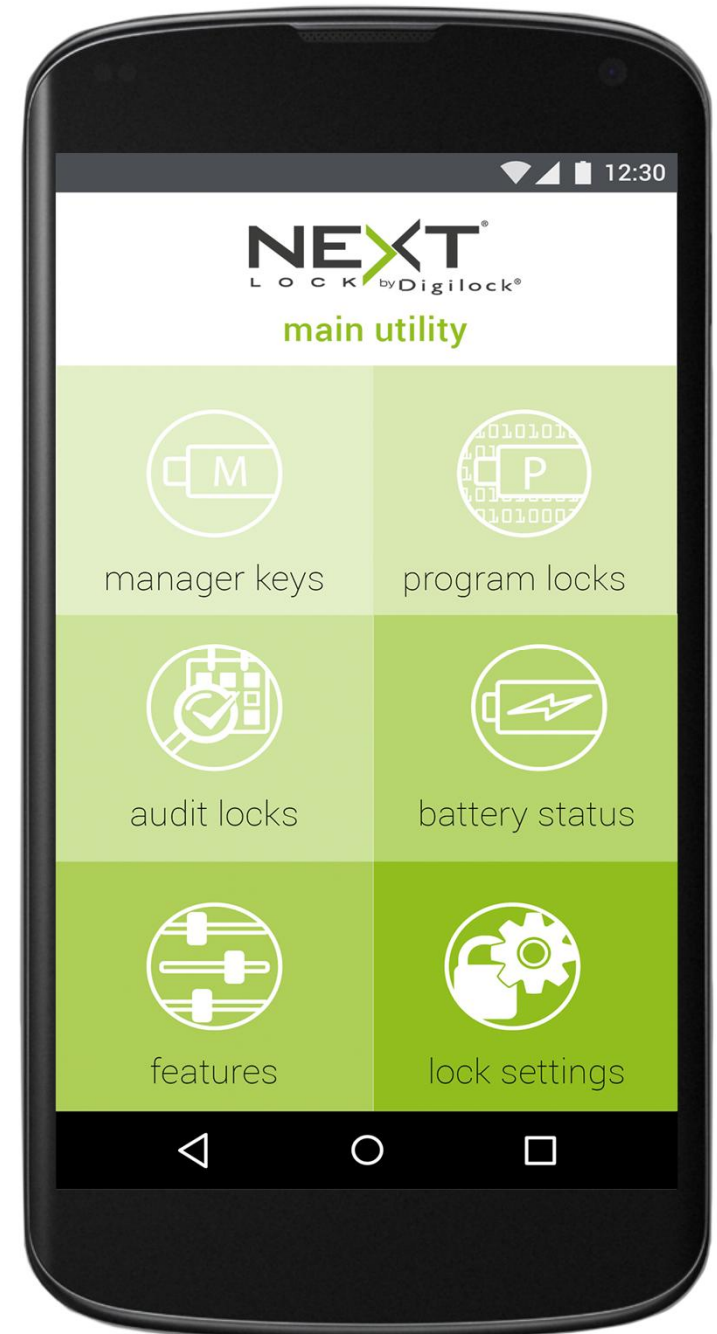 12:30
NEXT®
LOCK by Digilock®
main utility
M
P
manager keys
program locks
audit locks
battery status
features
lock settings